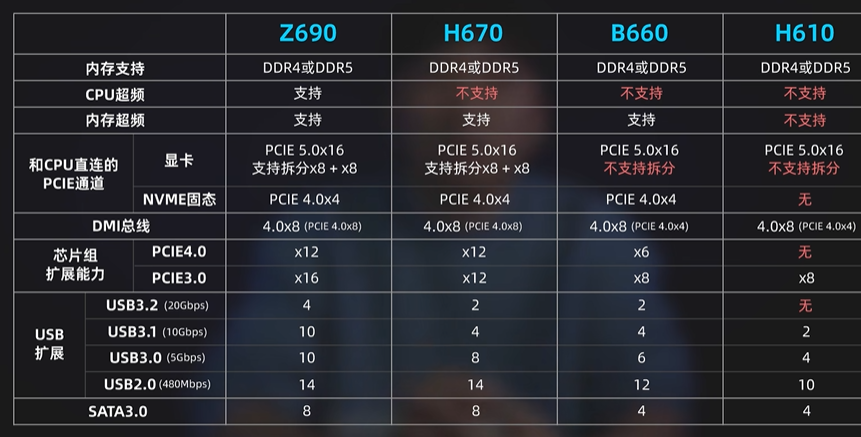 Z690 H670 B660 H610
内存支持 DDR4或DDR5 DDR4或DDR5 DDR4或DDR5 DDR4或DDR5
CPU超频 支持 不支持 不支持 不支持
内存超频 支持 支持 支持 不支持
和CPU直连的PCIE通道 显卡 PCIE 5.0x16 PCIE 5.0x16 PCIE 5.0x16 PCIE 5.0x16
支持拆分x8 + x8 支持拆分x8 + x8 不支持拆分 不支持拆分
NVME固态 PCIE 4.0x4 PCIE 4.0x4 PCIE 4.0x4 无
DMI总线 4.0x8 (PCIE 4.0x8) 4.0x8 (PCIE 4.0x8) 4.0x8 (PCIE 4.0x4) 4.0x8 (PCIE 4.0x4)
芯片组扩展能力 PCIE4.0 x12 x12 x6 无
PCIE3.0 x16 x12 x8 x8
USB扩展 USB3.2 (20Gbps) 4 2 2 无
USB3.1 (10Gbps) 10 4 4 2
USB3.0 (5Gbps) 10 8 6 4
USB2.0 (480Mbps) 14 14 12 10
SATA3.0 8 8 4 4